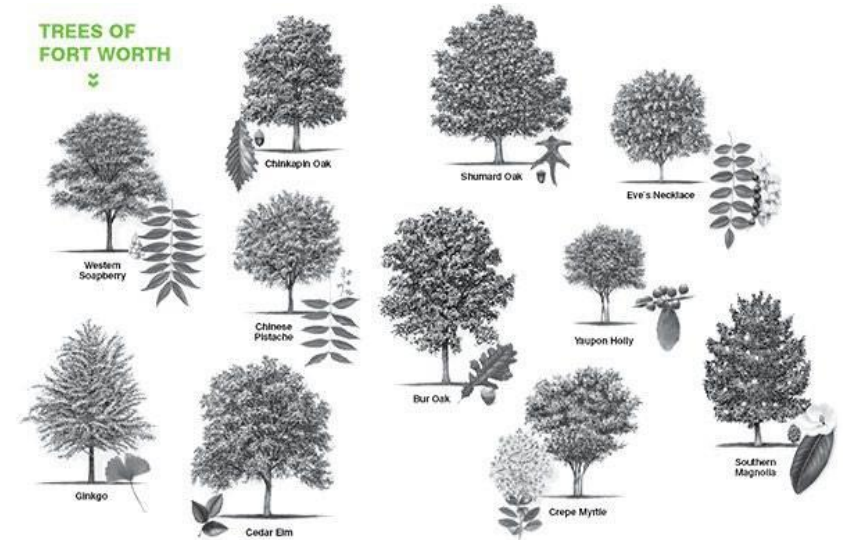 TREES OF
FORT WORTH
Chinkapin Oak
Shumard Oak
Eve's Necklace
Western
Soapberry
Chinese
Pistache
Yaupon Holly
Bur Oak
Southern
Magnolia
Ginkgo
Crepe Myrtle
Cedar Elm